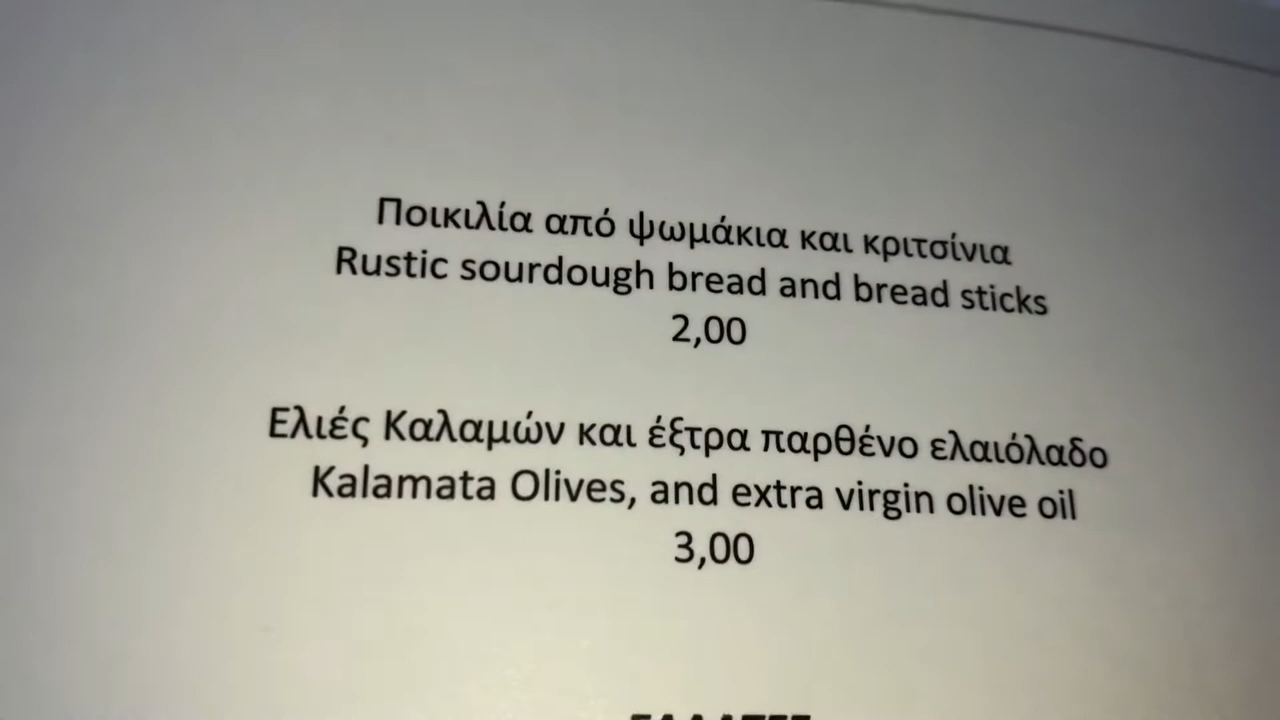 Ποικιλία από ψωμάκια και κριτσίνια
Rustic sourdough bread and bread sticks
2,00
Ελιές Καλαμών και έξτρα παρθένο ελαιόλαδο
Kalamata Olives, and extra virgin olive oil
3,00